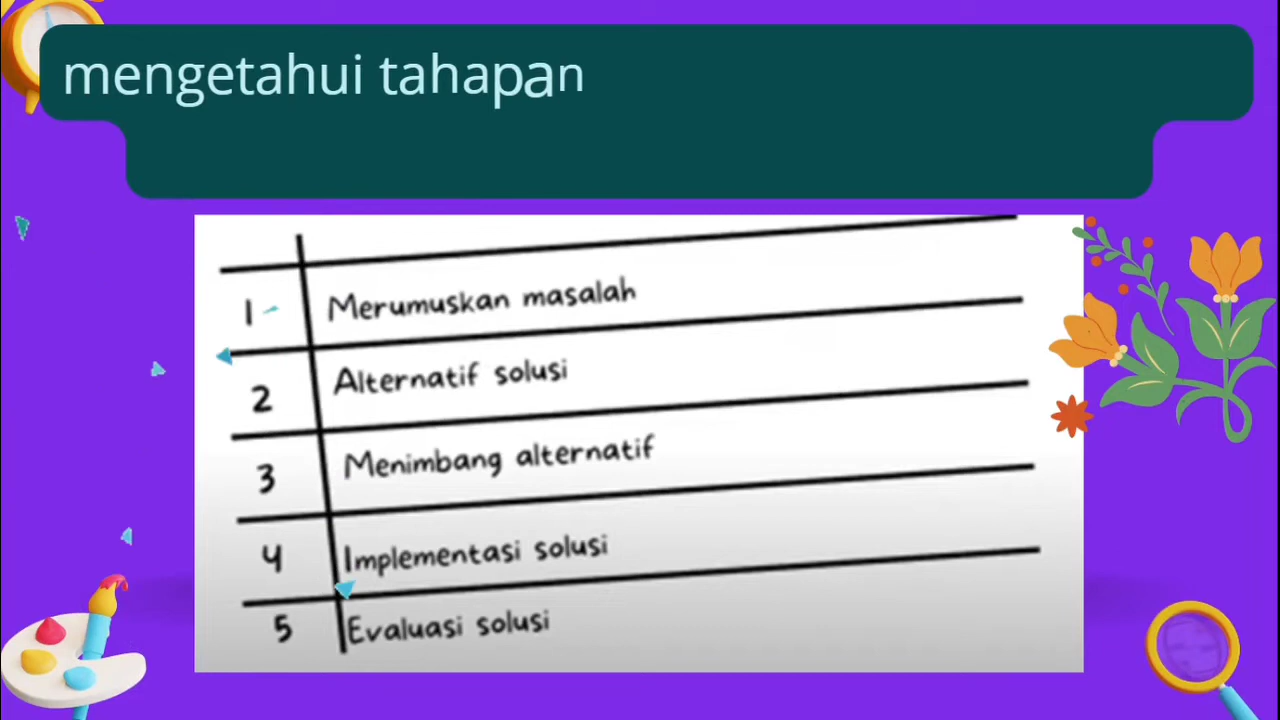 mengetahui tahapan
1 Merumuskan masalah
2 Alternatif solusi
3 Menimbang alternatif
4 Implementasi solusi
5 Evaluasi solusi